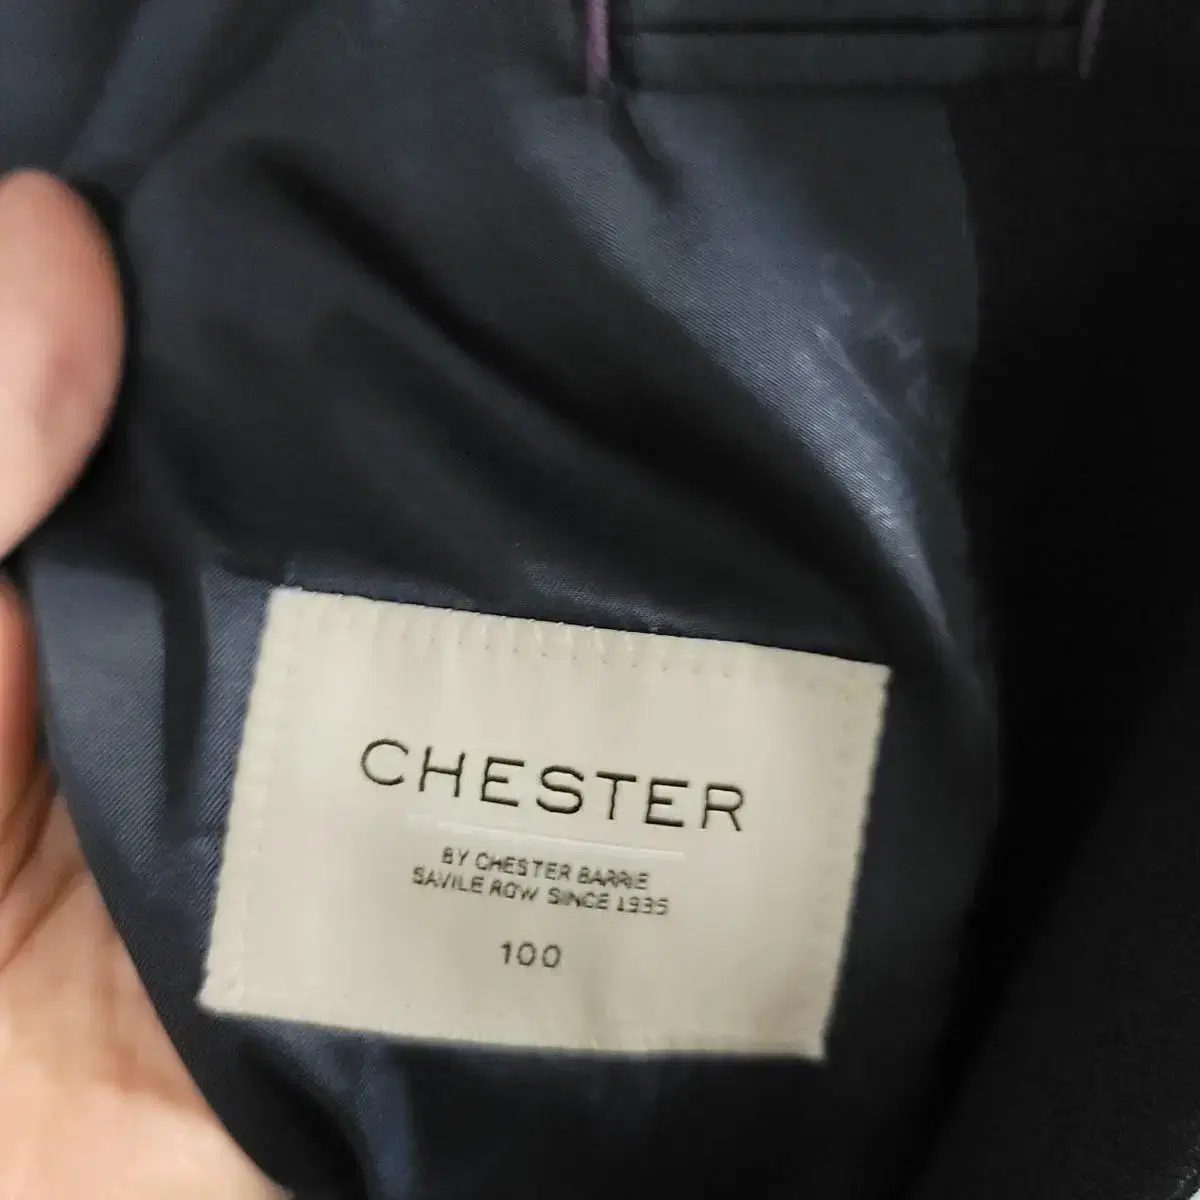 CHESTER
BY CHESTER BARRIE
SAVILE ROW SINCE 1935
100